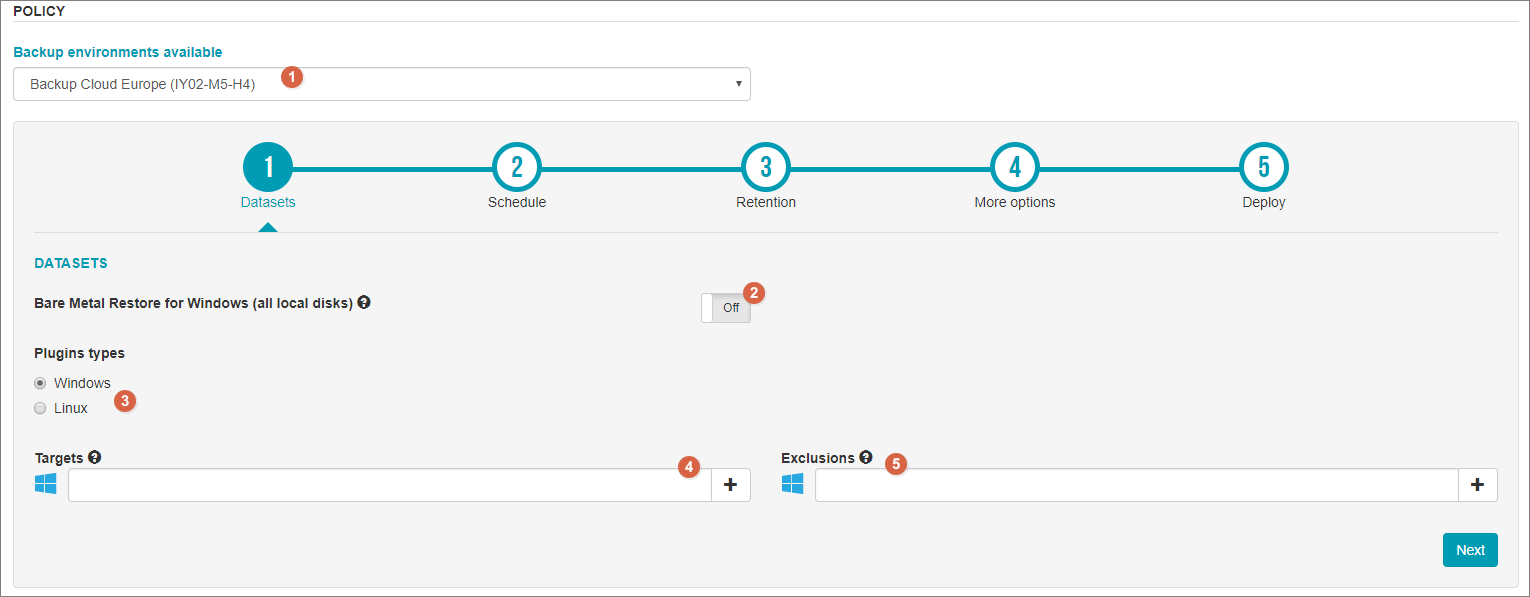 POLICY
Backup environments available
Backup Cloud Europe (IY02-M5-H4) 1
1 2 3 4 5
Datasets Schedule Retention More options Deploy
DATASETS
Bare Metal Restore for Windows (all local disks) ? Off 2
Plugins types
Windows
Linux 3
Targets ? 4 Exclusions ? 5
+ +
Next